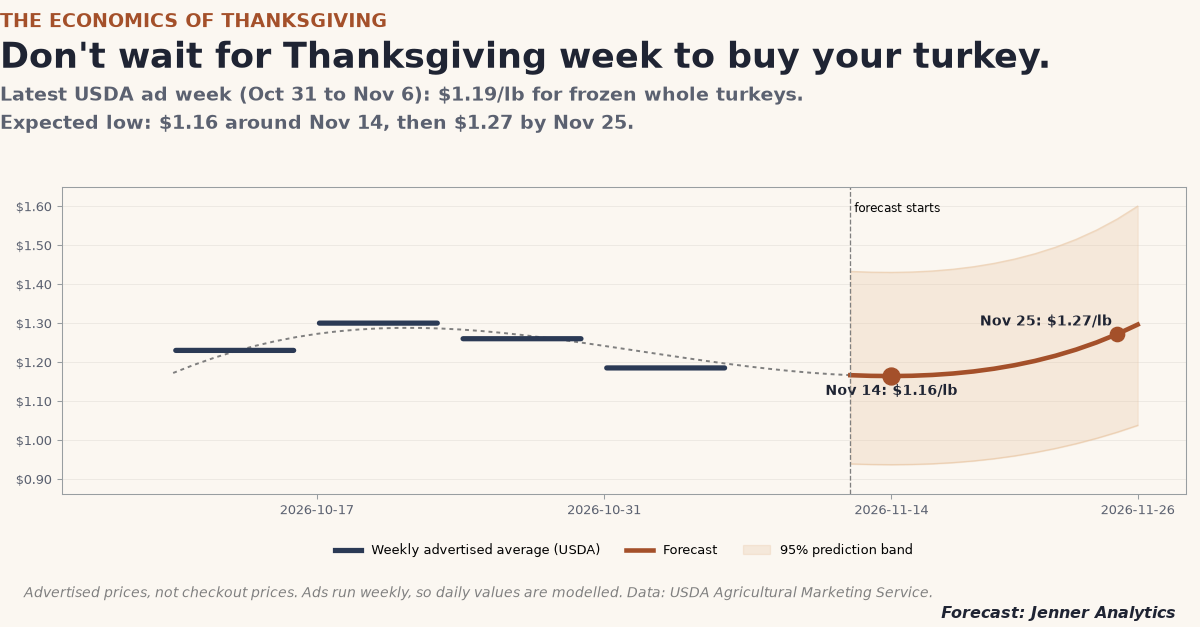 THE ECONOMICS OF THANKSGIVING
Don't wait for Thanksgiving week to buy your turkey.
Latest USDA ad week (Oct 31 to Nov 6): $1.19/lb for frozen whole turkeys.
Expected low: $1.16 around Nov 14, then $1.27 by Nov 25.
$1.60
forecast starts
$1.50
$1.40
$1.30
Nov 25: $1.27/lb
$1.20
Nov 14: $1.16/lb
$1.10
$1.00
$0.90
2026-10-17
2026-10-31
2026-11-14
2026-11-26
Weekly advertised average (USDA)
Forecast
95% prediction band
Advertised prices, not checkout prices. Ads run weekly, so daily values are modelled. Data: USDA Agricultural Marketing Service.
Forecast: Jenner Analytics